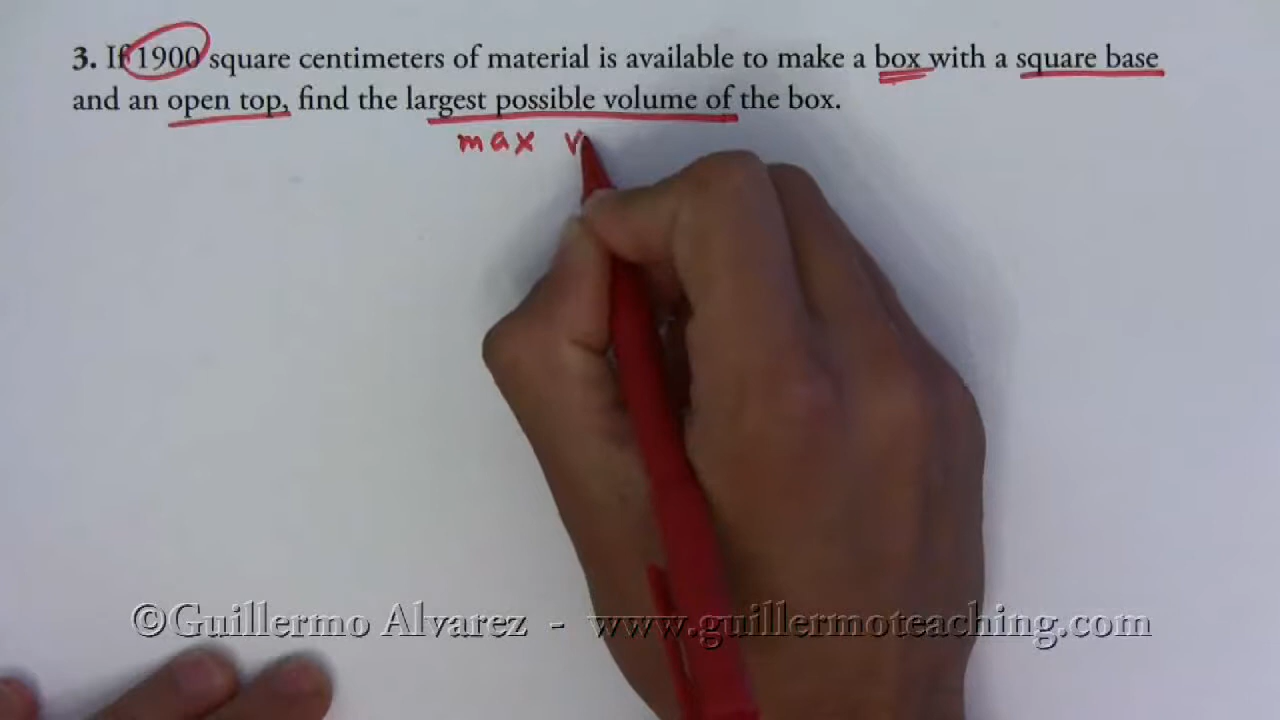 3. If 1900 square centimeters of material is available to make a box with a square base
and an open top, find the largest possible volume of the box.
max V
©Guillermo Alvarez - www.guillermoteaching.com